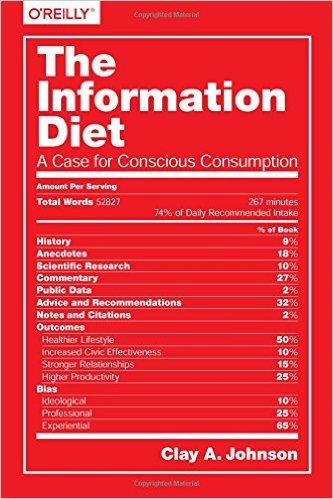 O'REILLY®
The
Information
Diet
A Case for Conscious Consumption
Amount Per Serving
Total Words 52827 267 minutes
74% of Daily Recommended Intake
% of Book
History 9%
Anecdotes 18%
Scientific Research 10%
Commentary 27%
Public Data 2%
Advice and Recommendations 32%
Notes and Citations 2%
Outcomes
Healthier Lifestyle 50%
Increased Civic Effectiveness 10%
Stronger Relationships 15%
Higher Productivity 25%
Bias
Ideological 10%
Professional 25%
Experiential 65%
Clay A. Johnson
Copyrighted Material